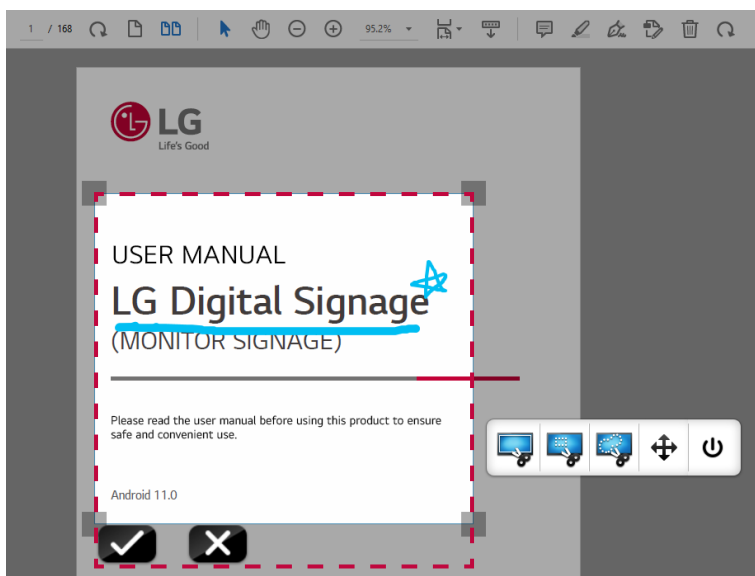 1 / 168
95.2%
LG
Life's Good
USER MANUAL
LG Digital Signage
(MONITOR SIGNAGE)
Please read the user manual before using this product to ensure
safe and convenient use.
Android 11.0